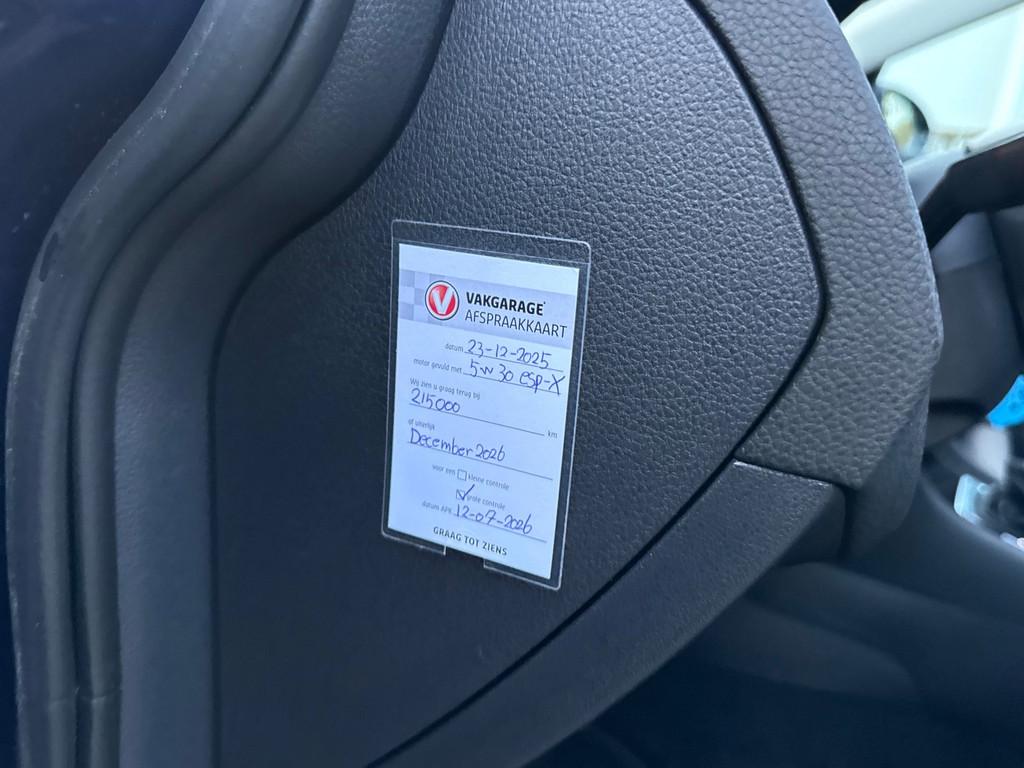 V VAKGARAGE
AFSPRAAKKAART
datum 23-12-2025
motor gevuld met 5w30 esp-X
Wij zien u graag terug bij
215000 km
of uiterlijk
December 2026
voor een kleine controle
grote controle
datum APK 12-07-2026
GRAAG TOT ZIENS